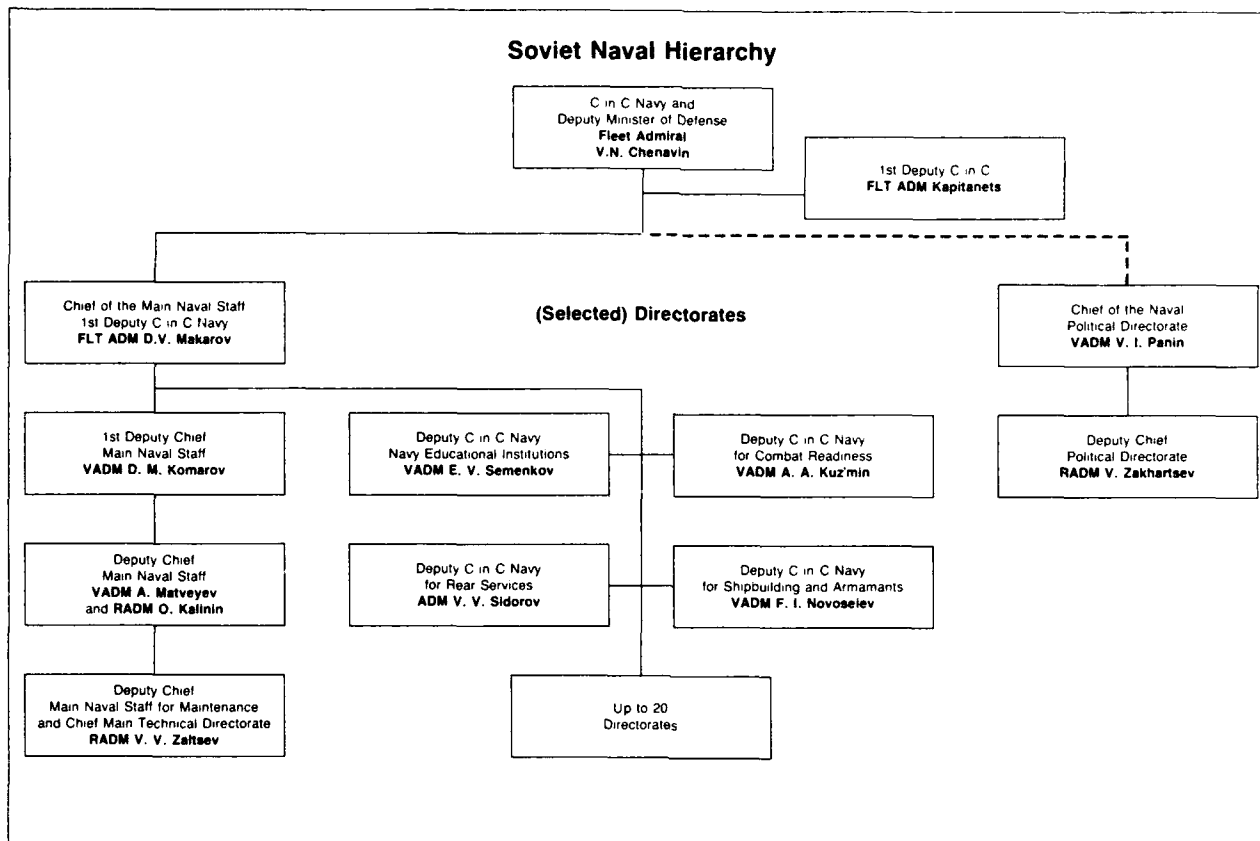 Soviet Naval Hierarchy
C in C Navy and
Deputy Minister of Defense
Fleet Admiral
V.N. Chenavin
1st Deputy C in C
FLT ADM Kapitanets
Chief of the Main Naval Staff
1st Deputy C in C Navy
FLT ADM D.V. Makarov
(Selected) Directorates
Chief of the Naval
Political Directorate
VADM V. I. Panin
1st Deputy Chief
Main Naval Staff
VADM D. M. Komarov
Deputy C in C Navy
Navy Educational Institutions
VADM E. V. Semenkov
Deputy C in C Navy
for Combat Readiness
VADM A. A. Kuz'min
Deputy Chief
Political Directorate
RADM V. Zakhartsev
Deputy Chief
Main Naval Staff
VADM A. Matveyev
and RADM O. Kalinin
Deputy C in C Navy
for Rear Services
ADM V. V. Sidorov
Deputy C in C Navy
for Shipbuilding and Armamants
VADM F. I. Novoselev
Deputy Chief
Main Naval Staff for Maintenance
and Chief Main Technical Directorate
RADM V. V. Zaitsev
Up to 20
Directorates